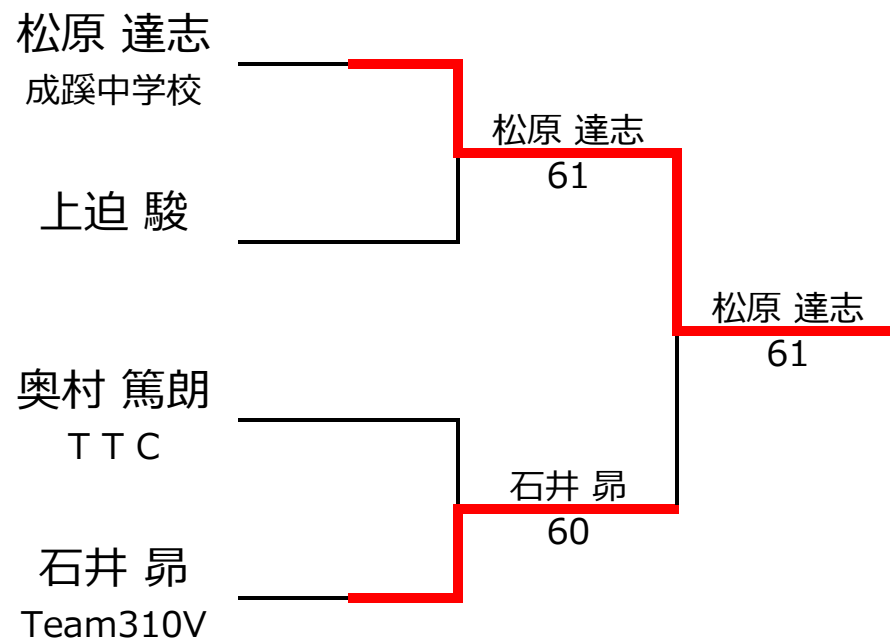 松原 達志
成蹊中学校
松原 達志
61
上迫 駿
松原 達志
61
奥村 篤朗
ＴＴＣ
石井 昴
60
石井 昴
Team310V